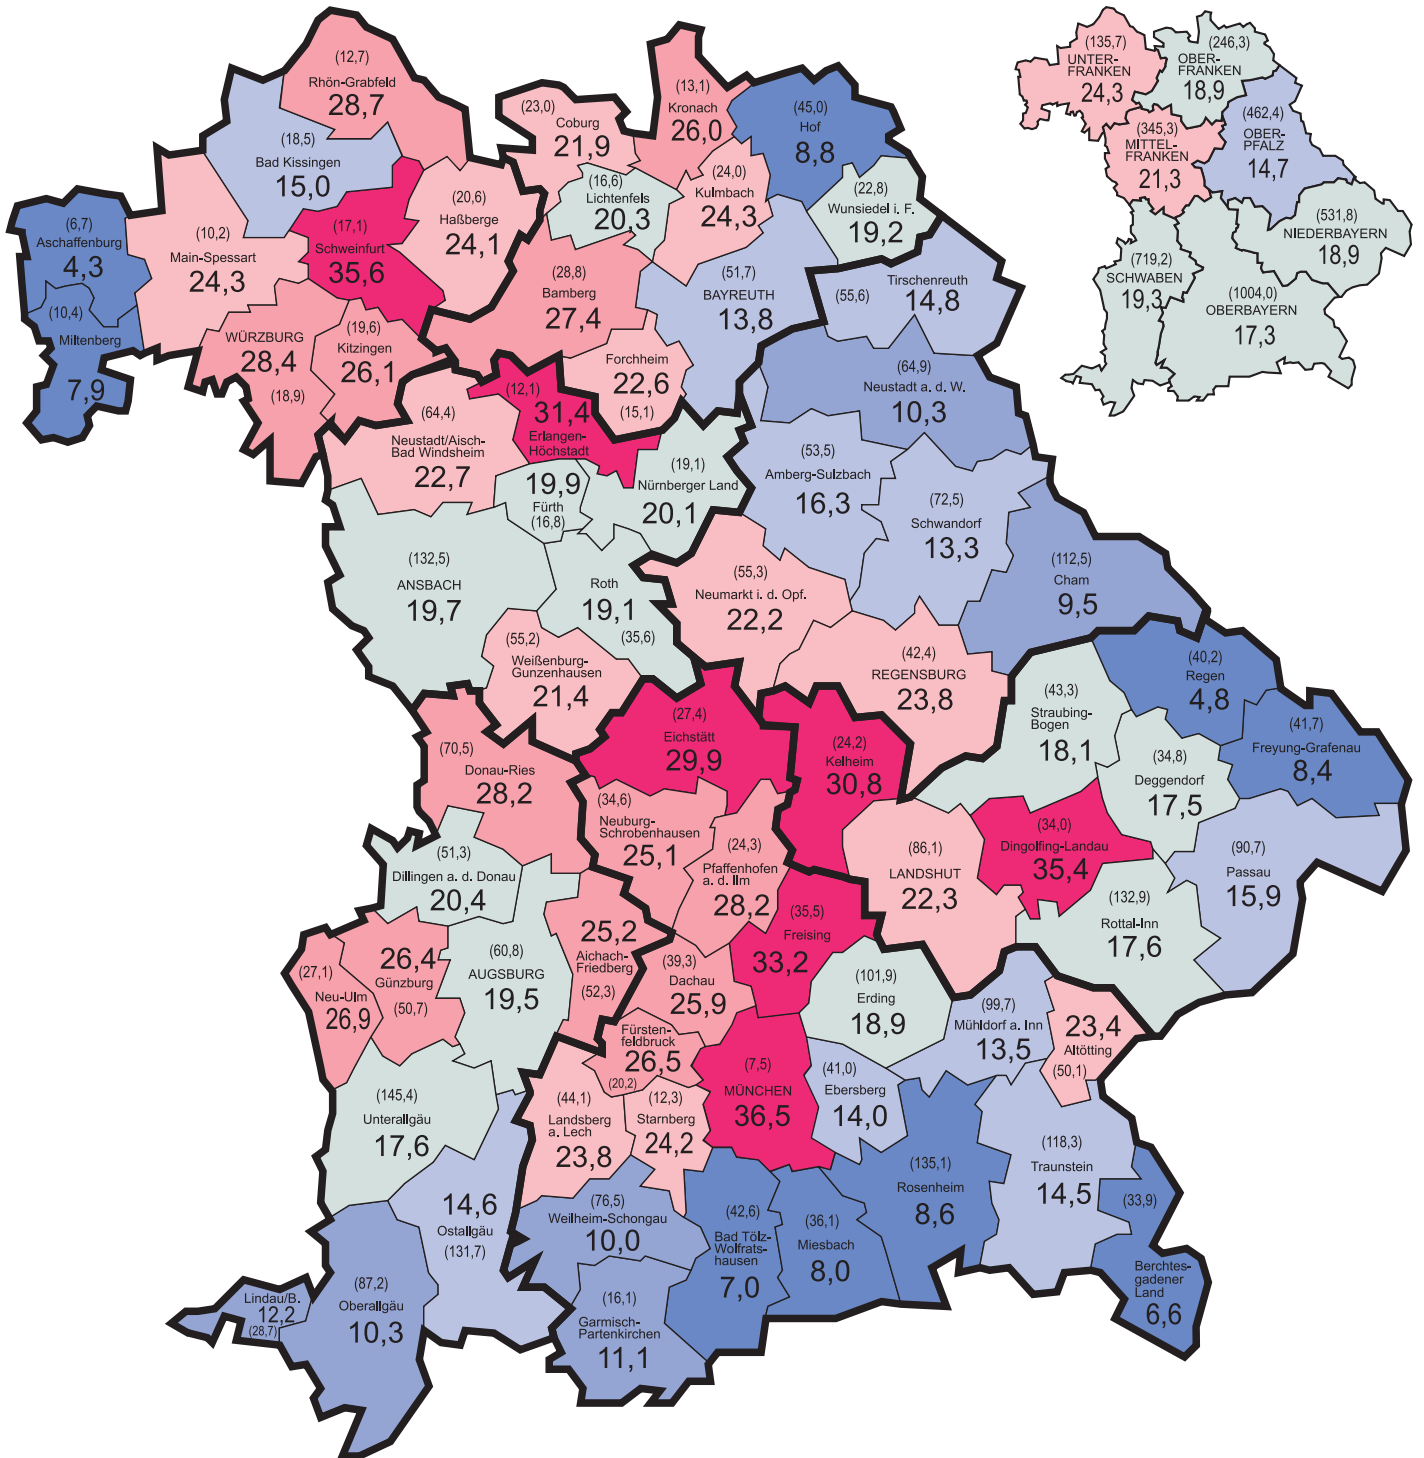 (12,7)
Rhön-Grabfeld
28,7
(18,5)
Bad Kissingen
15,0
(17,1)
Schweinfurt
35,6
(20,6)
Haßberge
24,1
(6,7)
Aschaffenburg
4,3
(10,2)
Main-Spessart
24,3
(10,4)
Miltenberg
7,9
WÜRZBURG
28,4
(18,9)
(19,6)
Kitzingen
26,1
(23,0)
Coburg
21,9
(13,1)
Kronach
26,0
(45,0)
Hof
8,8
(16,6)
Lichtenfels
20,3
(24,0)
Kulmbach
24,3
(22,8)
Wunsiedel i. F.
19,2
(28,8)
Bamberg
27,4
(51,7)
BAYREUTH
13,8
Forchheim
22,6
(15,1)
Tirschenreuth
(55,6)
14,8
(64,9)
Neustadt a. d. W.
10,3
(53,5)
Amberg-Sulzbach
16,3
(72,5)
Schwandorf
13,3
(112,5)
Cham
9,5
(55,3)
Neumarkt i. d. Opf.
22,2
(42,4)
REGENSBURG
23,8
(64,4)
Neustadt/Aisch-
Bad Windsheim
22,7
(12,1)
31,4
Erlangen-
Höchstadt
19,9
Fürth
(16,8)
(19,1)
Nürnberger Land
20,1
(132,5)
ANSBACH
19,7
Roth
19,1
(35,6)
(55,2)
Weißenburg-
Gunzenhausen
21,4
(40,2)
Regen
4,8
(43,3)
Straubing-
Bogen
18,1
(41,7)
Freyung-Grafenau
8,4
(34,8)
Deggendorf
17,5
(24,2)
Kelheim
30,8
(34,0)
Dingolfing-Landau
35,4
(86,1)
LANDSHUT
22,3
(90,7)
Passau
15,9
(132,9)
Rottal-Inn
17,6
(27,4)
Eichstätt
29,9
(34,6)
Neuburg-
Schrobenhausen
25,1
(24,3)
Pfaffenhofen
a. d. Ilm
28,2
(35,5)
Freising
33,2
(39,3)
Dachau
25,9
(101,9)
Erding
18,9
(99,7)
Mühldorf a. Inn
13,5
23,4
Altötting
(50,1)
Fürsten-
feldbruck
26,5
(20,2)
(7,5)
MÜNCHEN
36,5
(41,0)
Ebersberg
14,0
(44,1)
Landsberg
a. Lech
23,8
(12,3)
Starnberg
24,2
(118,3)
Traunstein
14,5
(135,1)
Rosenheim
8,6
(33,9)
Berchtes-
gadener
Land
6,6
(76,5)
Weilheim-Schongau
10,0
(42,6)
Bad Tölz-
Wolfrats-
hausen
7,0
(36,1)
Miesbach
8,0
(16,1)
Garmisch-
Partenkirchen
11,1
(70,5)
Donau-Ries
28,2
(51,3)
Dillingen a. d. Donau
20,4
25,2
Aichach-
Friedberg
(52,3)
(60,8)
AUGSBURG
19,5
26,4
Günzburg
(50,7)
(27,1)
Neu-Ulm
26,9
(145,4)
Unterallgäu
17,6
14,6
Ostallgäu
(131,7)
(87,2)
Oberallgäu
10,3
Lindau/B.
12,2
(28,7)
(135,7)
UNTER-
FRANKEN
24,3
(246,3)
OBER-
FRANKEN
18,9
(345,3)
MITTEL-
FRANKEN
21,3
(462,4)
OBER-
PFALZ
14,7
(531,8)
NIEDERBAYERN
18,9
(719,2)
SCHWABEN
19,3
(1004,0)
OBERBAYERN
17,3